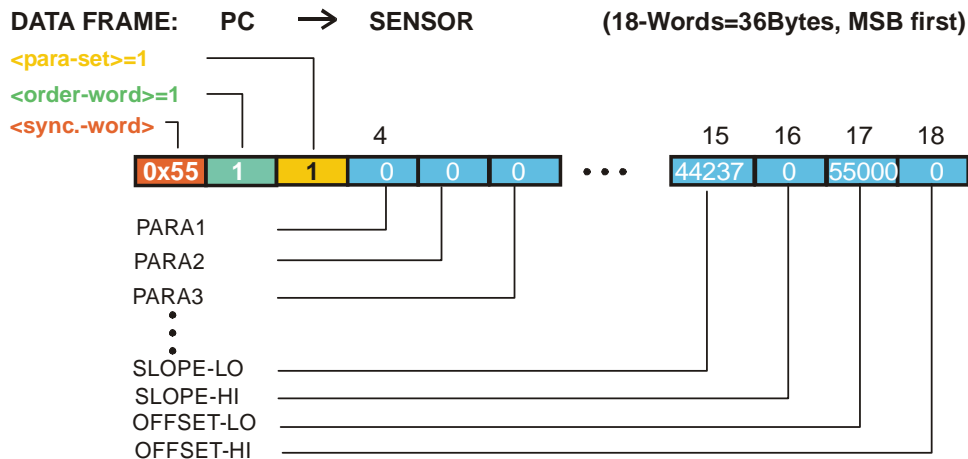 DATA FRAME: PC → SENSOR (18-Words=36Bytes, MSB first)
<para-set>=1
<order-word>=1
<sync.-word>
4 15 16 17 18
0x55 1 1 0 0 0 ••• 44237 0 55000 0
PARA1
PARA2
PARA3
SLOPE-LO
SLOPE-HI
OFFSET-LO
OFFSET-HI